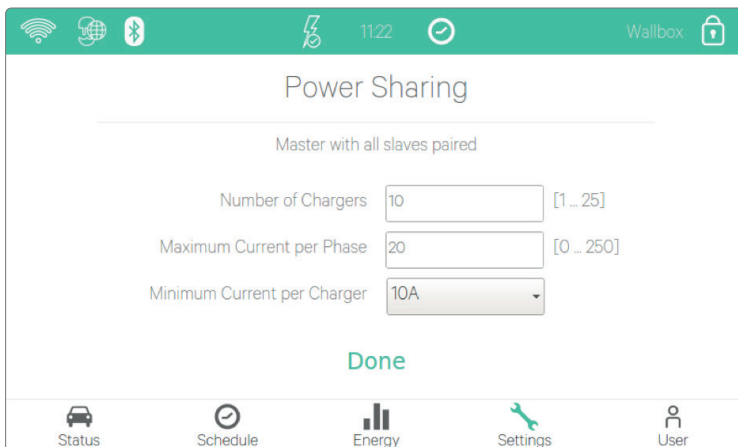 11:22 Wallbox
Power Sharing
Master with all slaves paired
Number of Chargers 10 [1 ... 25]
Maximum Current per Phase 20 [0 ... 250]
Minimum Current per Charger 10A
Done
Status Schedule Energy Settings User